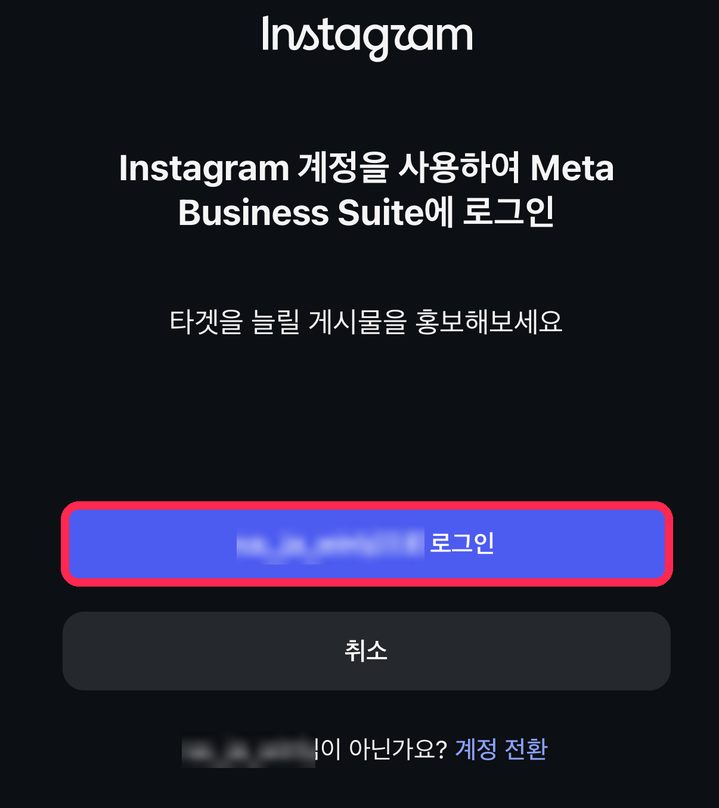 Instagram
Instagram 계정을 사용하여 Meta
Business Suite에 로그인
타겟을 늘릴 게시물을 홍보해보세요
로그인
취소
이 아닌가요? 계정 전환